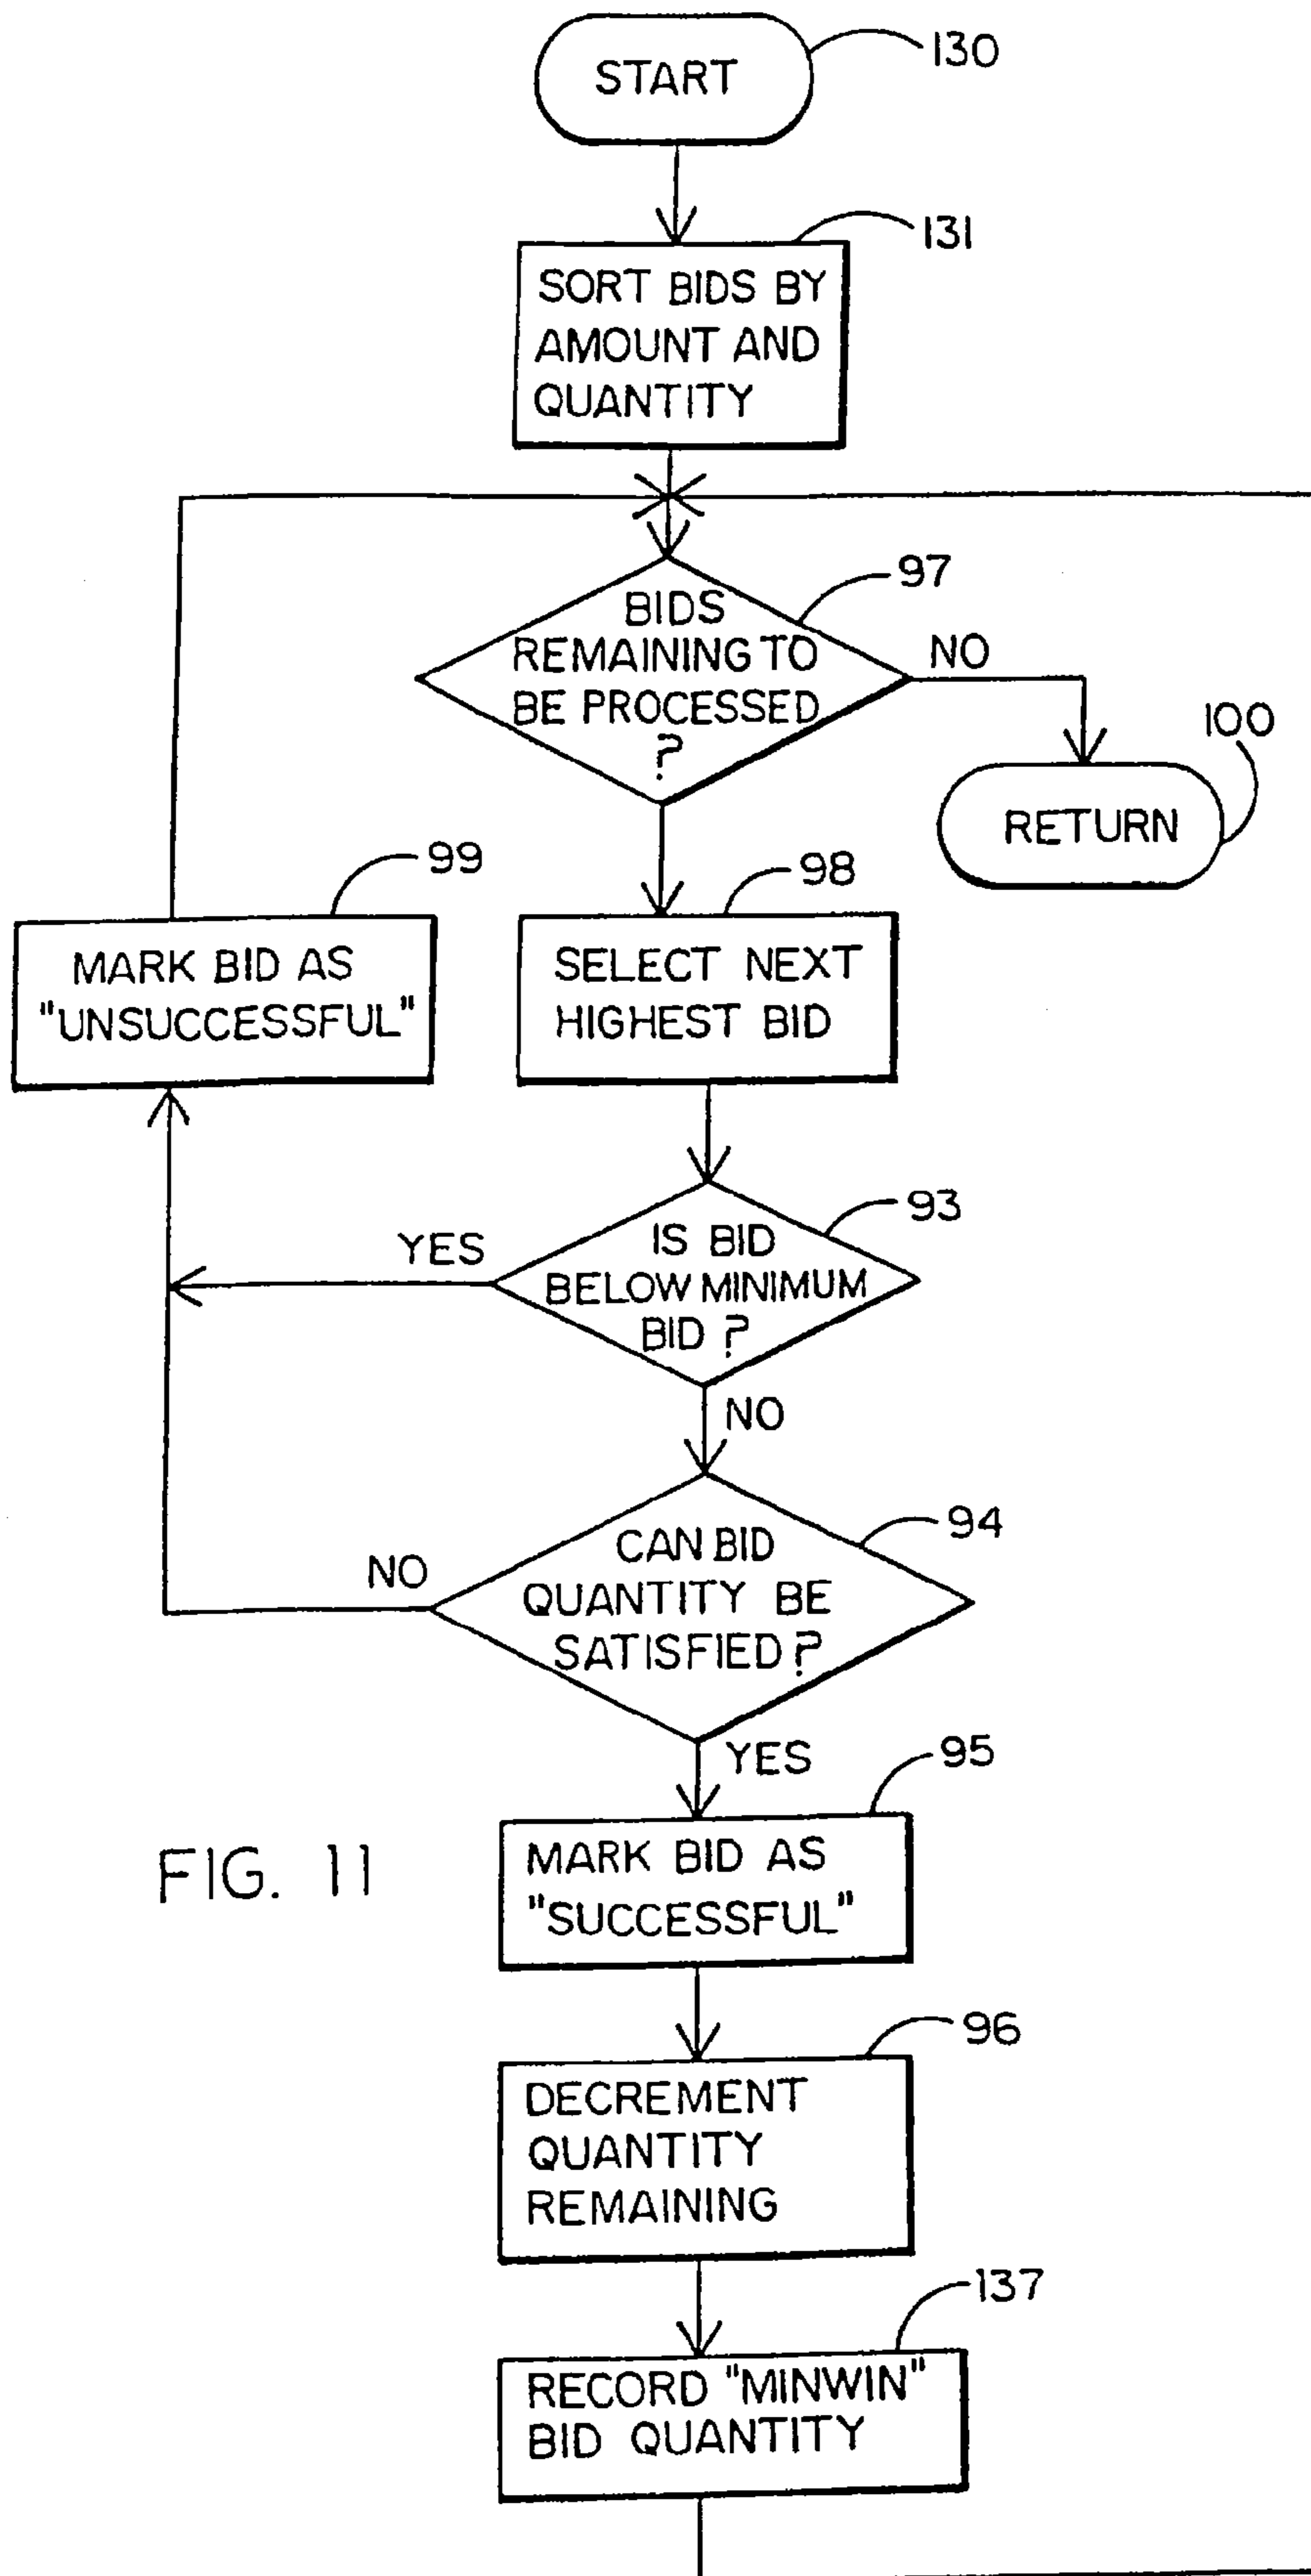 START
130
131
SORT BIDS BY
AMOUNT AND
QUANTITY
97
BIDS
REMAINING TO
BE PROCESSED
?
NO
100
RETURN
99
MARK BID AS
"UNSUCCESSFUL"
98
SELECT NEXT
HIGHEST BID
93
YES
IS BID
BELOW MINIMUM
BID ?
NO
94
NO
CAN BID
QUANTITY BE
SATISFIED ?
YES
95
MARK BID AS
"SUCCESSFUL"
FIG. 11
96
DECREMENT
QUANTITY
REMAINING
137
RECORD "MINWIN"
BID QUANTITY